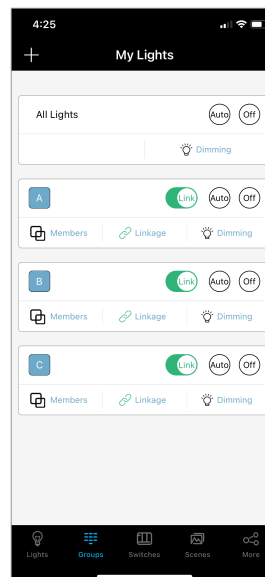 4:25
My Lights
All Lights Auto Off
Dimming
A Link Auto Off
Members Linkage Dimming
B Link Auto Off
Members Linkage Dimming
C Link Auto Off
Members Linkage Dimming
Lights Groups Switches Scenes More